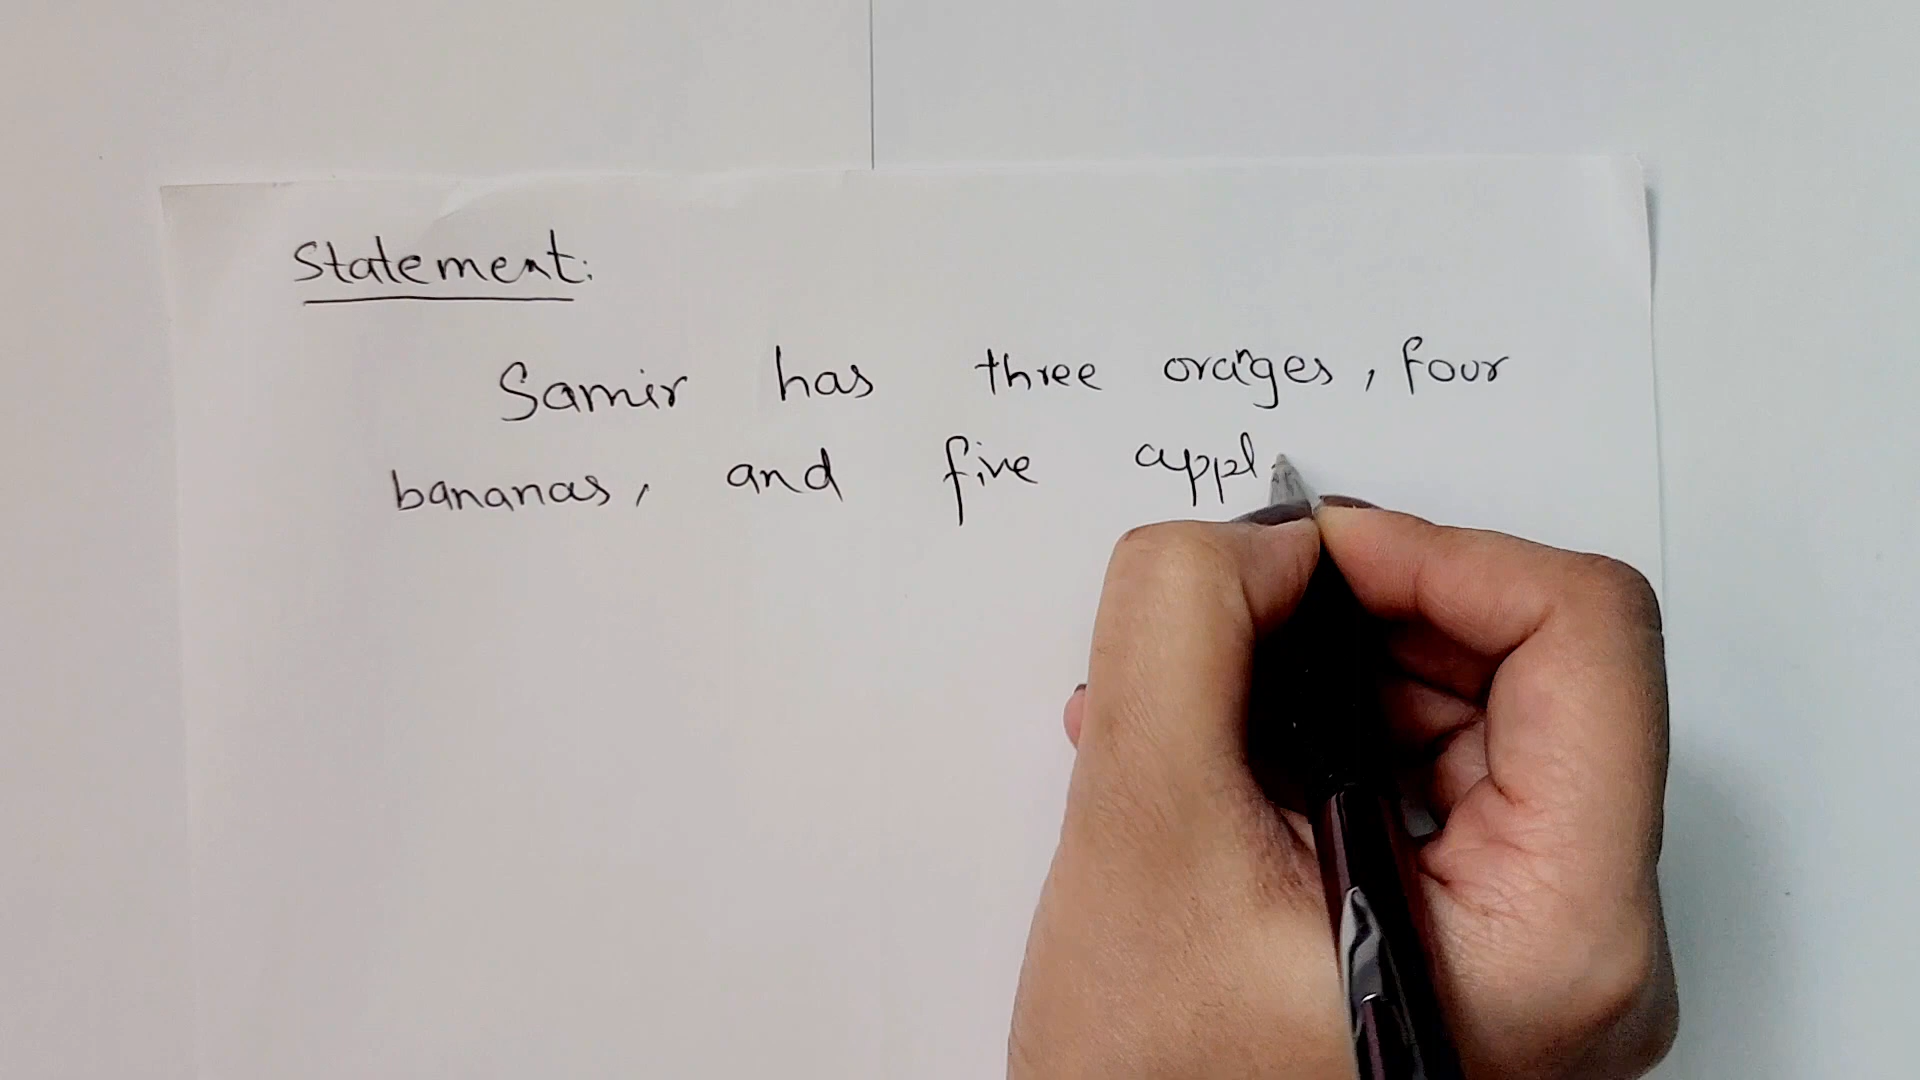 Statement:
Samir has three oranges, four
bananas, and five appl